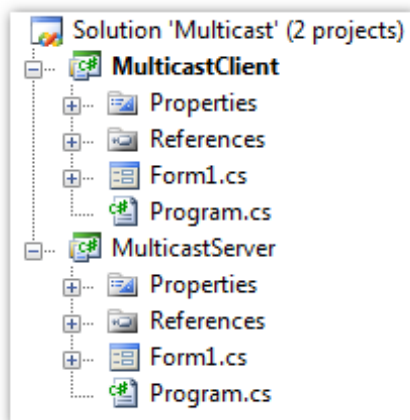 Solution 'Multicast' (2 projects)
MulticastClient
Properties
References
Form1.cs
Program.cs
MulticastServer
Properties
References
Form1.cs
Program.cs